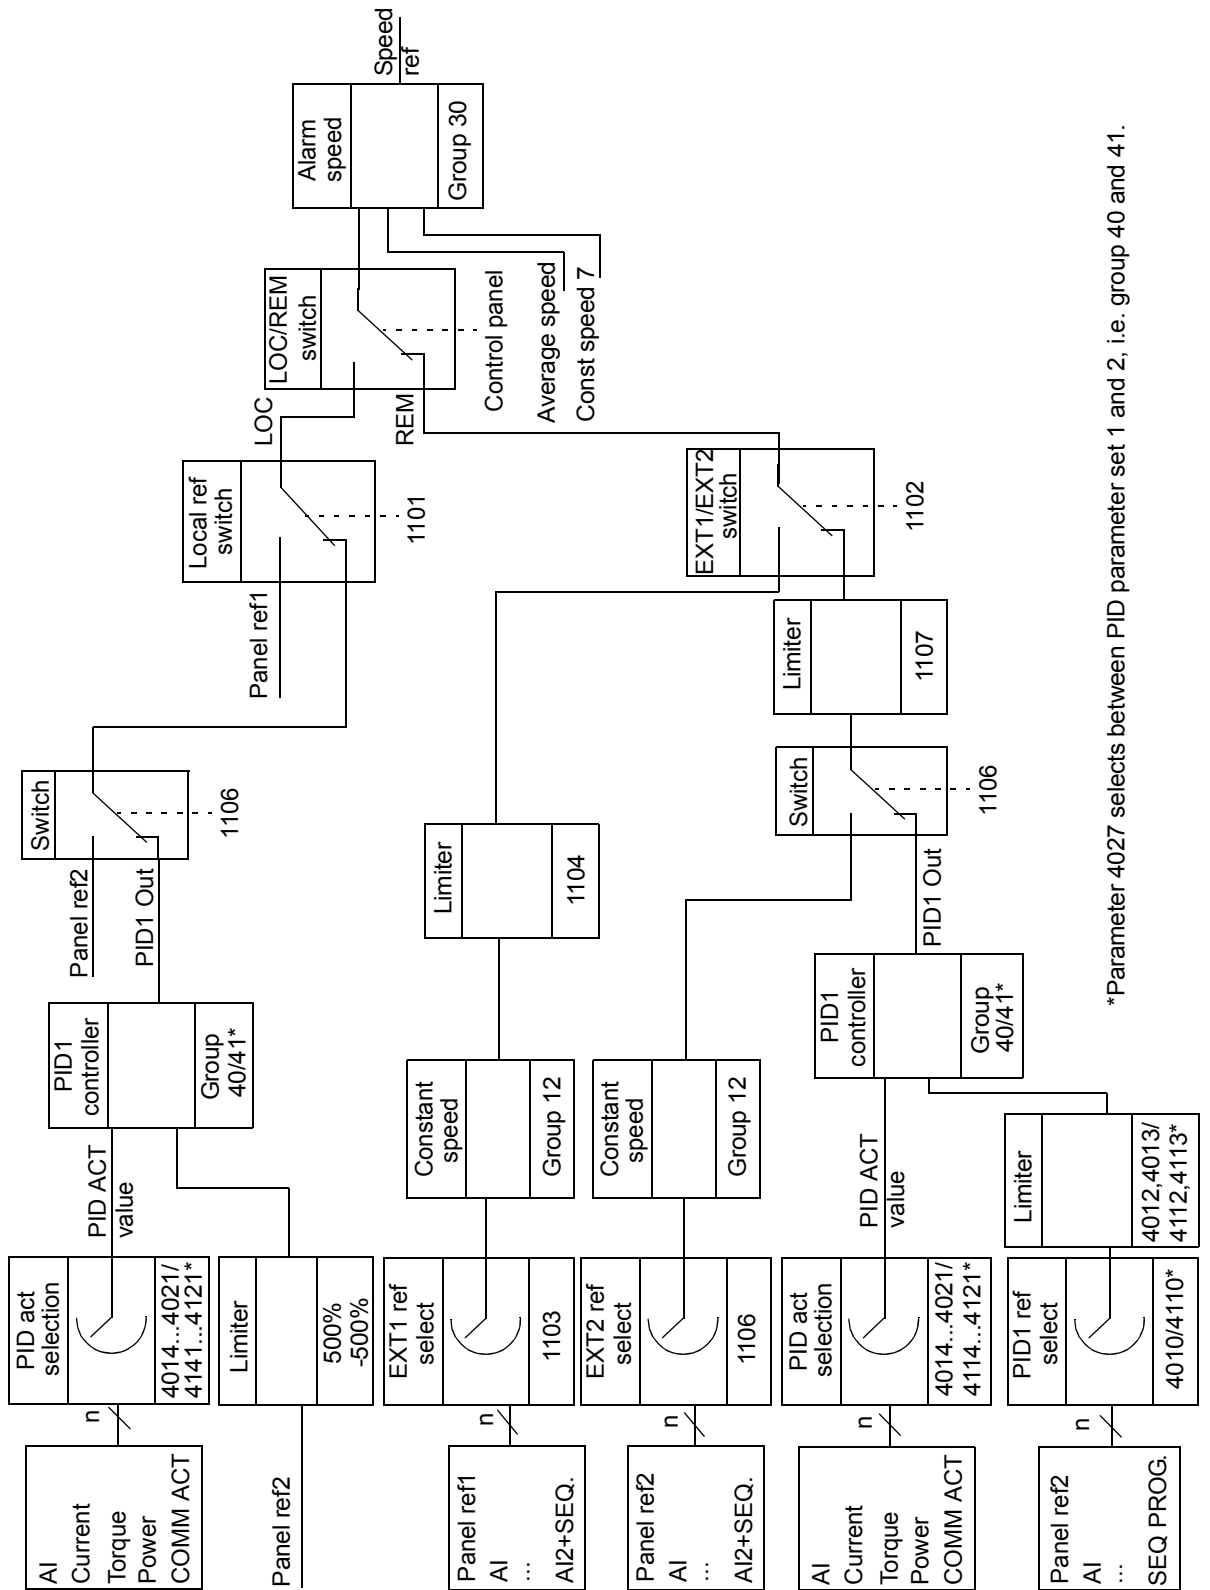 AI
Current
Torque
Power
COMM ACT
n
PID act
selection
4014...4021/
4141...4121*
PID ACT
value
PID1
controller
Group
40/41*
Panel ref2
PID1 Out
Switch
1106
Panel ref2
Limiter
500%
-500%
Panel ref1
Local ref
switch
1101
LOC
REM
LOC/REM
switch
Control panel
Average speed
Const speed 7
Alarm
speed
Group 30
Speed
ref
Panel ref1
AI
...
AI2+SEQ.
n
EXT1 ref
select
1103
Constant
speed
Group 12
Limiter
1104
Panel ref2
AI
...
AI2+SEQ.
n
EXT2 ref
select
1106
Constant
speed
Group 12
EXT1/EXT2
switch
1102
AI
Current
Torque
Power
COMM ACT
n
PID act
selection
4014...4021/
4114...4121*
PID ACT
value
PID1
controller
Group
40/41*
PID1 Out
Switch
1106
Limiter
1107
Panel ref2
AI
...
SEQ PROG.
n
PID1 ref
select
4010/4110*
Limiter
4012,4013/
4112,4113*
*Parameter 4027 selects between PID parameter set 1 and 2, i.e. group 40 and 41.